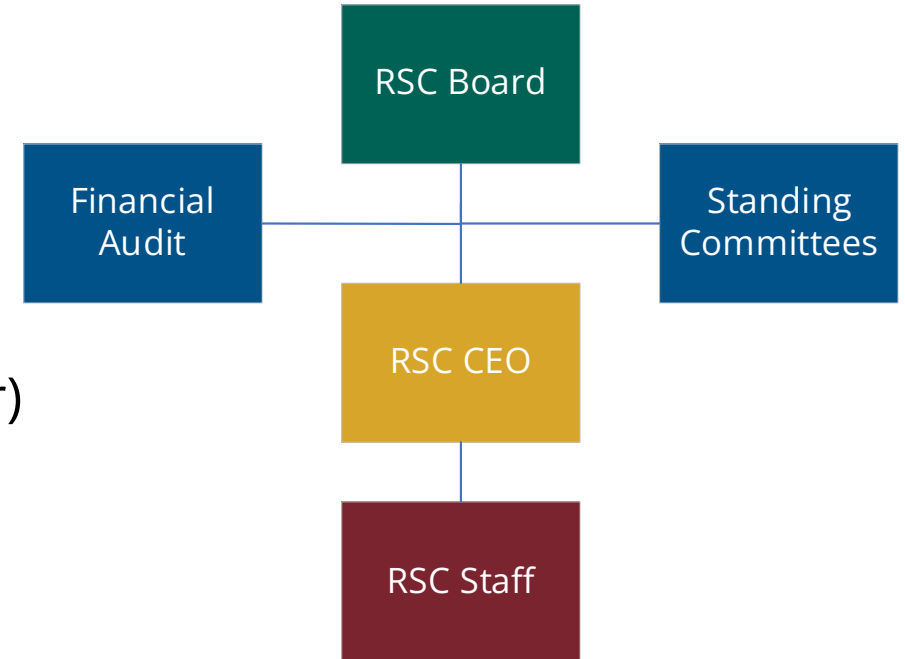 RSC Board
Financial
Audit
Standing
Committees
RSC CEO
r)
RSC Staff